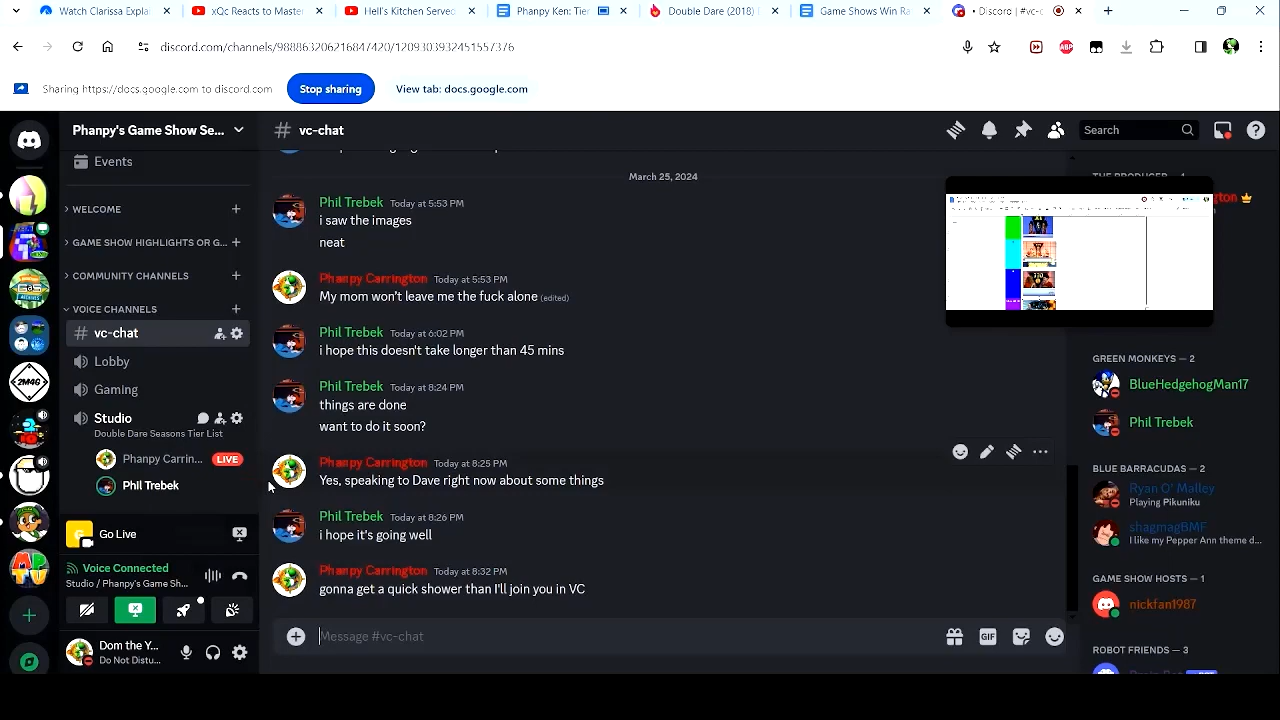 Watch Clarissa Expla
xQc Reacts to Master
Hell's Kitchen Served
Phanpy Ken: Tier
Double Dare (2018) |
Game Shows Win Ra
• Discord | #vc-c
discord.com/channels/988863206216847420/1209303932451557376
ABP
Sharing https://docs.google.com to discord.com
Stop sharing
View tab: docs.google.com
Phanpy's Game Show Se...
# vc-chat
Search
Events
March 25, 2024
WELCOME
Phil Trebek Today at 5:53 PM
i saw the images
neat
GAME SHOW HIGHLIGHTS OR G...
COMMUNITY CHANNELS
Phanpy Carrington Today at 5:53 PM
My mom won't leave me the fuck alone (edited)
VOICE CHANNELS
# vc-chat
Phil Trebek Today at 6:02 PM
i hope this doesn't take longer than 45 mins
Lobby
Gaming
Phil Trebek Today at 8:24 PM
things are done
want to do it soon?
Studio
Double Dare Seasons Tier List
Phanpy Carrin... LIVE
Phil Trebek
Phanpy Carrington Today at 8:25 PM
Yes, speaking to Dave right now about some things
Phil Trebek Today at 8:26 PM
i hope it's going well
Phanpy Carrington Today at 8:32 PM
gonna get a quick shower than I'll join you in VC
Go Live
Voice Connected
Studio / Phanpy's Game Sh...
Dom the Y...
Do Not Distu...
Message #vc-chat
GIF
2M4G
GREEN MONKEYS — 2
BlueHedgehogMan17
Phil Trebek
BLUE BARRACUDAS — 2
Ryan O' Malley
Playing Pikuniku
shagmagBMF
I like my Pepper Ann theme d...
GAME SHOW HOSTS — 1
nickfan1987
ROBOT FRIENDS — 3